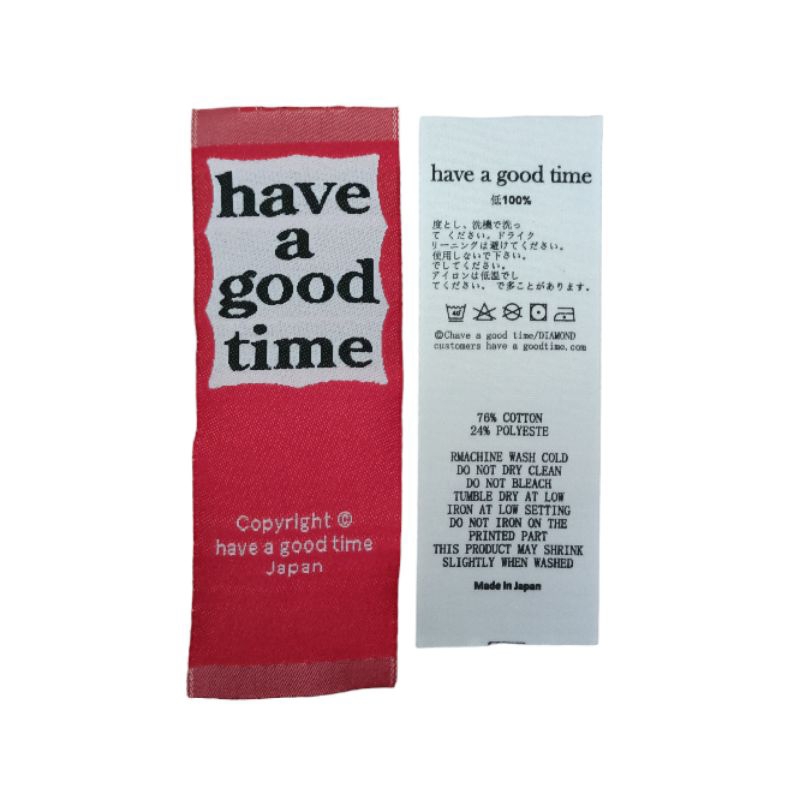 have
a
good
time
Copyright ©
have a good time
Japan
have a good time
低100%
度とし、洗機で洗っ
て ください。ドライク
リーニングは避けてください。
使用しないで下さい。
でしてください。
アイロンは低温でし
てください。 で多ことがあります。
40
©Chave a good time/DIAMOND
customers have a goodtime.com
76% COTTON
24% POLYESTE
RMACHINE WASH COLD
DO NOT DRY CLEAN
DO NOT BLEACH
TUMBLE DRY AT LOW
IRON AT LOW SETTING
DO NOT IRON ON THE
PRINTED PART
THIS PRODUCT MAY SHRINK
SLIGHTLY WHEN WASHED
Made in Japan